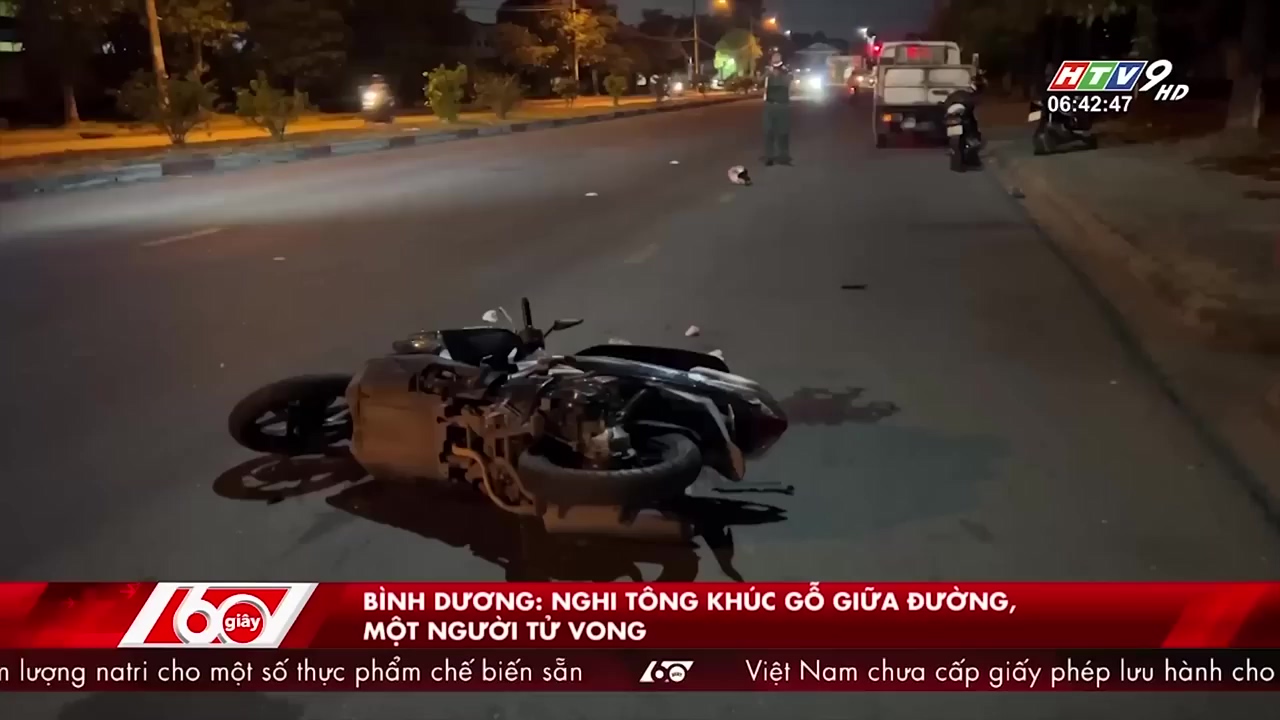 HTV9 HD
06:42:47
60 giây
BÌNH DƯƠNG: NGHI TÔNG KHÚC GỖ GIỮA ĐƯỜNG,
MỘT NGƯỜI TỬ VONG
lượng natri cho một số thực phẩm chế biến sẵn
60 giây
Việt Nam chưa cấp giấy phép lưu hành cho